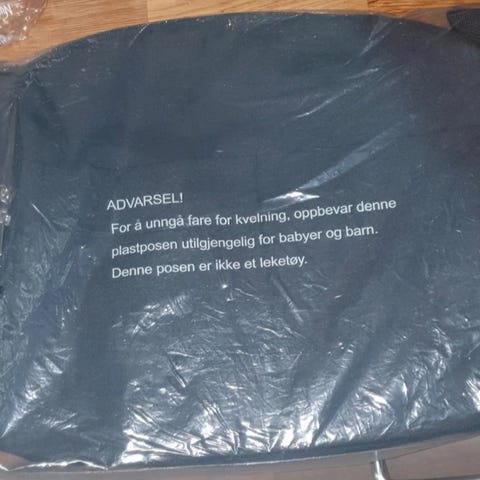 ADVARSEL!
For å unngå fare for kvelning, oppbevar denne
plastposen utilgjengelig for babyer og barn.
Denne posen er ikke et leketøy.